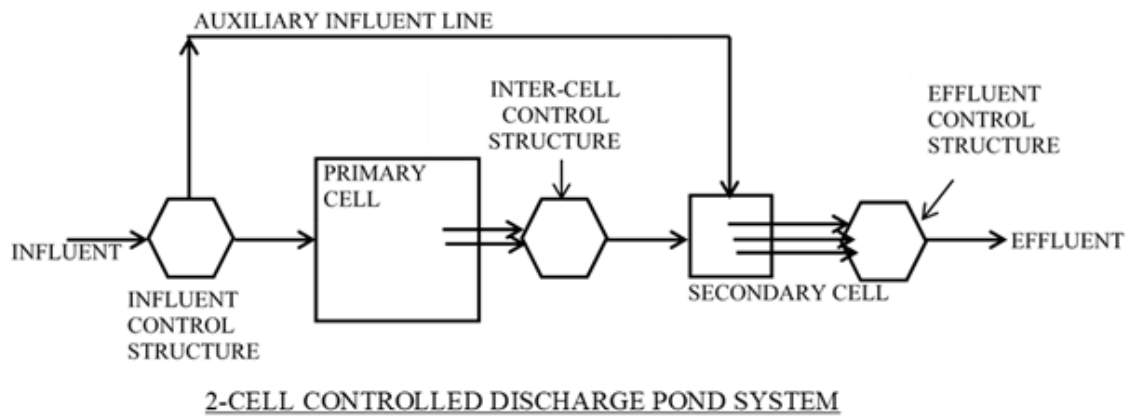 AUXILIARY INFLUENT LINE
INTER-CELL
CONTROL
STRUCTURE
EFFLUENT
CONTROL
STRUCTURE
PRIMARY
CELL
INFLUENT
EFFLUENT
INFLUENT
CONTROL
STRUCTURE
SECONDARY CELL
2-CELL CONTROLLED DISCHARGE POND SYSTEM